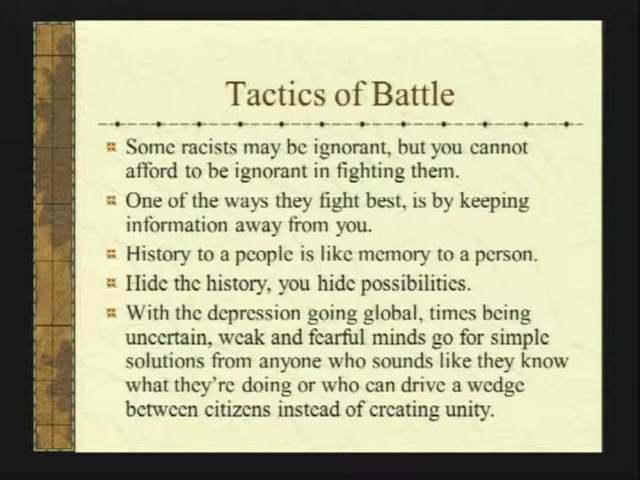 Tactics of Battle
Some racists may be ignorant, but you cannot
afford to be ignorant in fighting them.
One of the ways they fight best, is by keeping
information away from you.
History to a people is like memory to a person.
Hide the history, you hide possibilities.
With the depression going global, times being
uncertain, weak and fearful minds go for simple
solutions from anyone who sounds like they know
what they're doing or who can drive a wedge
between citizens instead of creating unity.